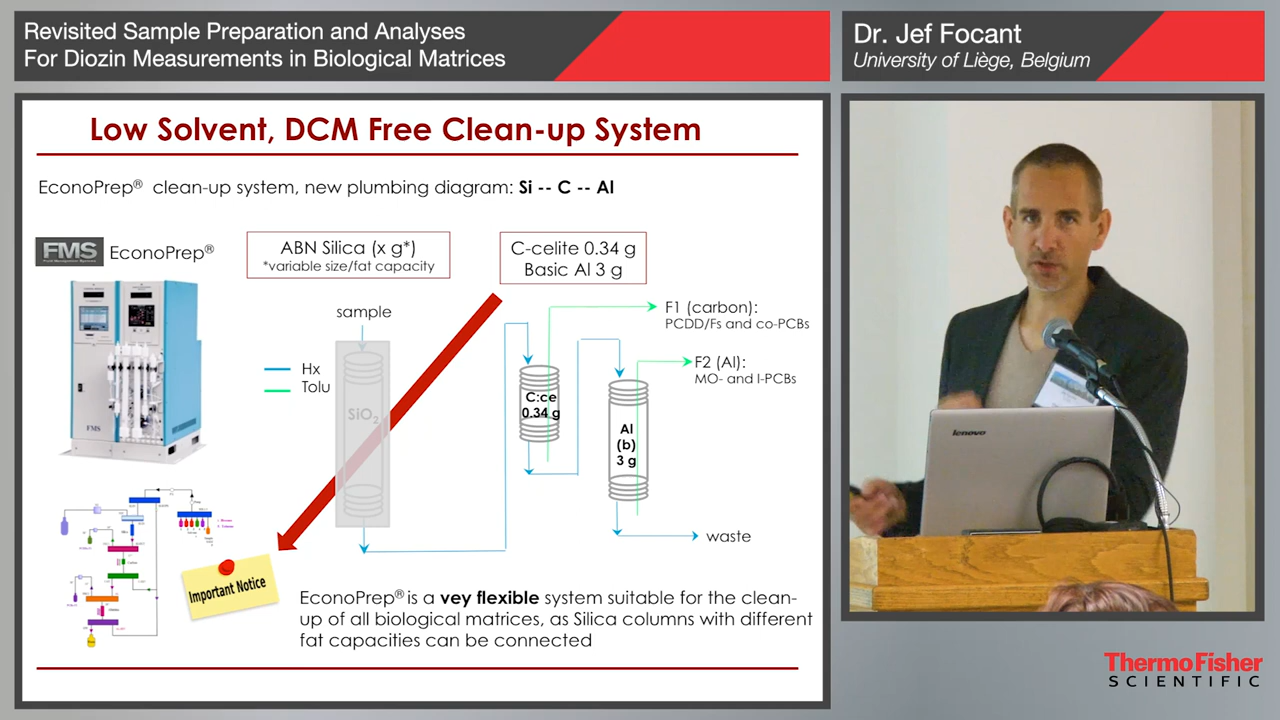 Revisited Sample Preparation and Analyses
For Diozin Measurements in Biological Matrices
Dr. Jef Focant
University of Liège, Belgium
Low Solvent, DCM Free Clean-up System
EconoPrep® clean-up system, new plumbing diagram: Si -- C -- Al
FMS
EconoPrep®
ABN Silica (x g*)
*variable size/fat capacity
C-celite 0.34 g
Basic Al 3 g
sample
F1 (carbon):
PCDD/Fs and co-PCBs
F2 (Al):
MO- and I-PCBs
Hx
Tolu
SiO2
C:ce
0.34 g
Al
(b)
3 g
FMS
waste
Important Notice
EconoPrep® is a vey flexible system suitable for the clean-
up of all biological matrices, as Silica columns with different
fat capacities can be connected
lenovo
ThermoFisher
SCIENTIFIC